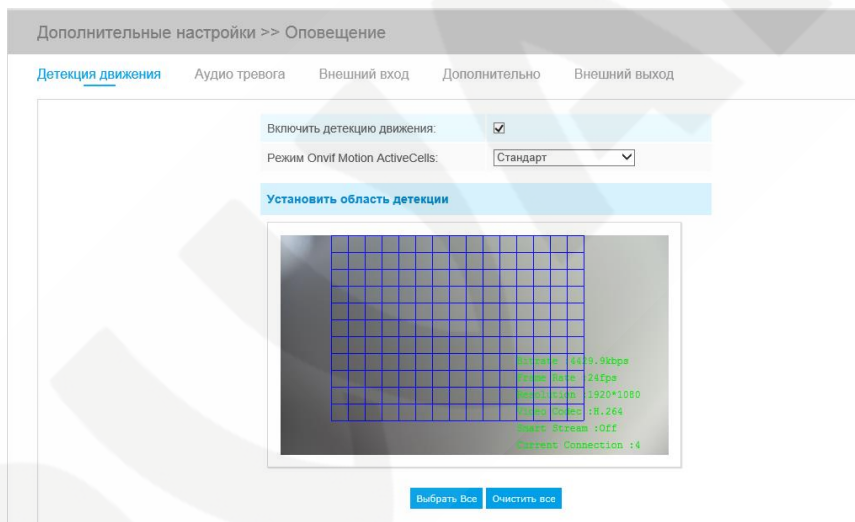 Дополнительные настройки >> Оповещение
Детекция движения Аудио тревога Внешний вход Дополнительно Внешний выход
Включить детекцию движения:
Режим Onvif Motion ActiveCells: Стандарт
Установить область детекции
Bitrate :4429.9kbps
Frame Rate :24fps
Resolution :1920*1080
Video Codec :H.264
Smart Stream :Off
Current Connection :4
Выбрать Все Очистить все